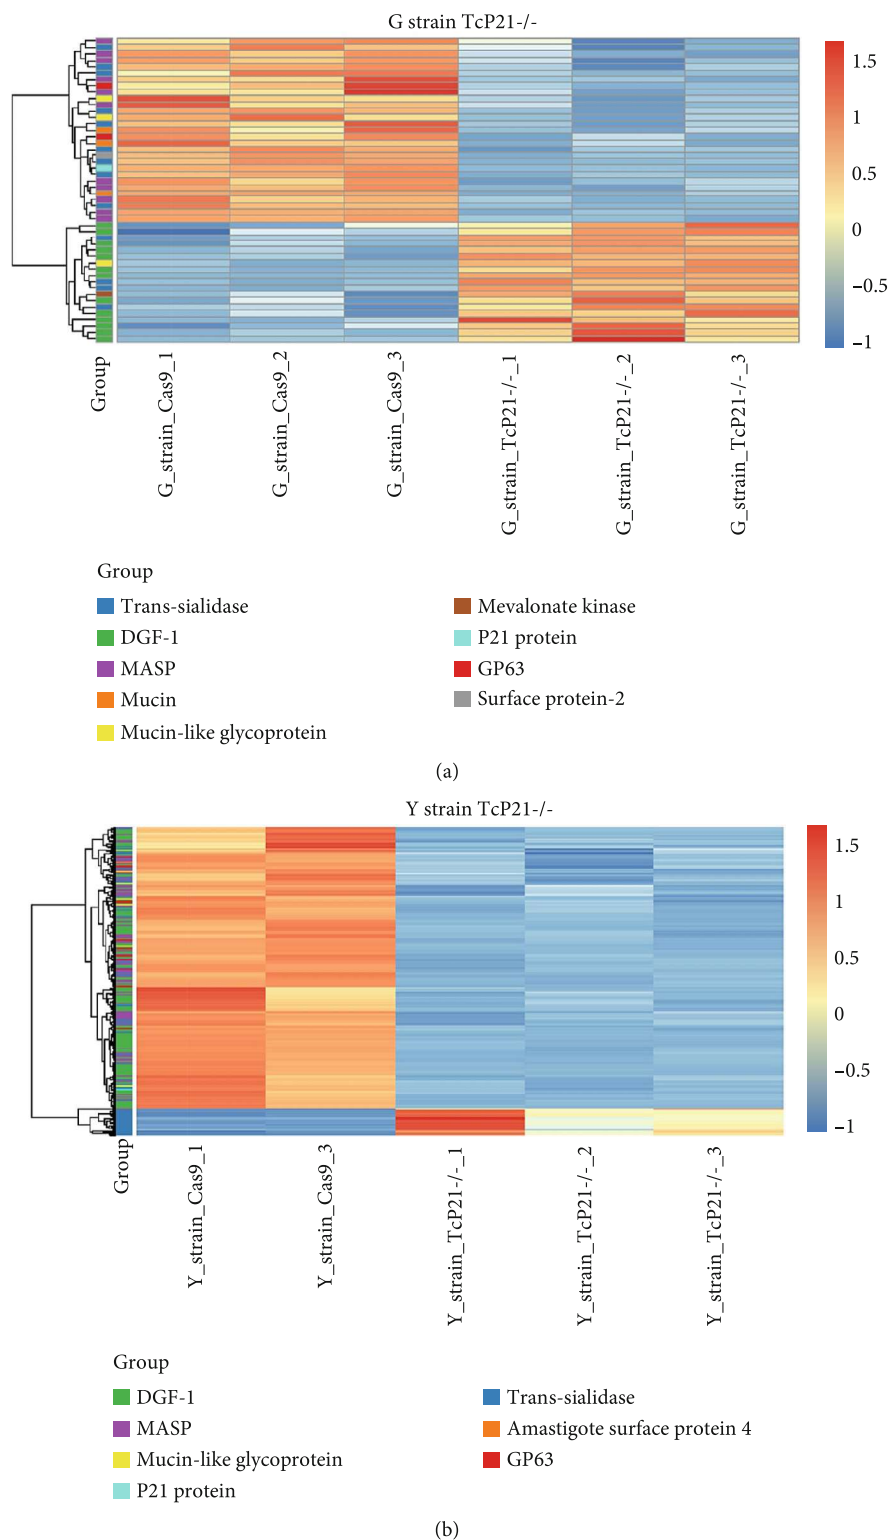 G strain TcP21-/-
1.5
1
0.5
0
–0.5
–1
Group
G_strain_Cas9_1
G_strain_Cas9_2
G_strain_Cas9_3
G_strain_TcP21-/-_1
G_strain_TcP21-/-_2
G_strain_TcP21-/-_3
Group
Trans-sialidase
DGF-1
MASP
Mucin
Mucin-like glycoprotein
Mevalonate kinase
P21 protein
GP63
Surface protein-2
(a)
Y strain TcP21-/-
1.5
1
0.5
0
–0.5
–1
Group
Y_strain_Cas9_1
Y_strain_Cas9_3
Y_strain_TcP21-/-_1
Y_strain_TcP21-/-_2
Y_strain_TcP21-/-_3
Group
DGF-1
MASP
Mucin-like glycoprotein
P21 protein
Trans-sialidase
Amastigote surface protein 4
GP63
(b)